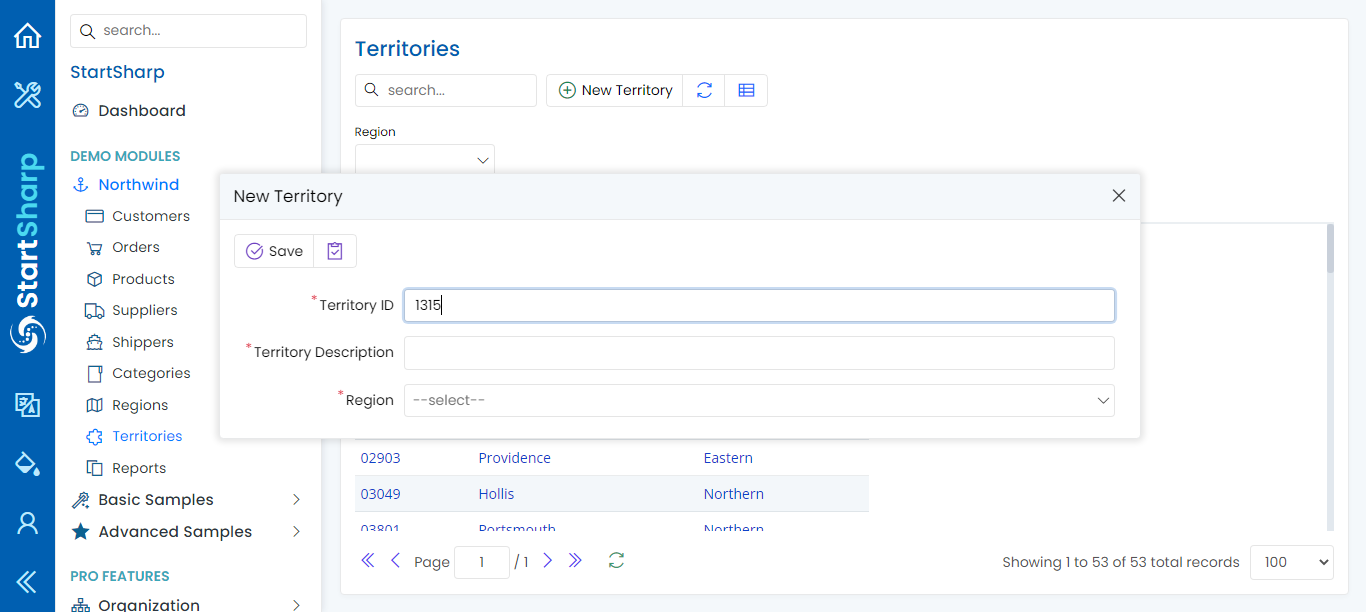 StartSharp
search...
StartSharp
Dashboard
DEMO MODULES
Northwind
Customers
Orders
Products
Suppliers
Shippers
Categories
Regions
Territories
Reports
Basic Samples
Advanced Samples
PRO FEATURES
Organization
Territories
search...
New Territory
Region
New Territory
Save
*Territory ID 1315
*Territory Description
*Region --select--
02903 Providence Eastern
03049 Hollis Northern
03801 Portsmouth Northern
Page 1 / 1
Showing 1 to 53 of 53 total records 100